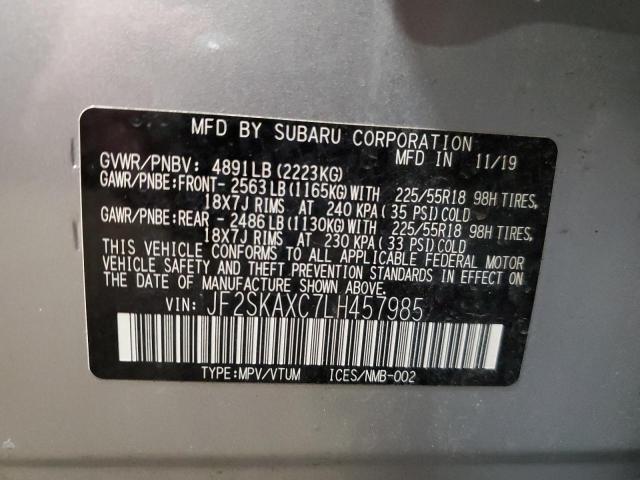 MFD BY SUBARU CORPORATION
GVWR/PNBV: 4891LB(2223KG) MFD IN 11/19
GAWR/PNBE:FRONT- 2563LB(1165KG)WITH 225/55R18 98H TIRES,
18X7J RIMS AT 240 KPA(35 PSI)COLD
GAWR/PNBE:REAR - 2486LB(1130KG)WITH 225/55R18 98H TIRES,
18X7J RIMS AT 230 KPA(33 PSI)COLD
THIS VEHICLE CONFORMS TO ALL APPLICABLE FEDERAL MOTOR
VEHICLE SAFETY AND THEFT PREVENTION STANDARDS IN EFFECT ON
THE DATE OF MANUFACTURE SHOWN ABOVE.
VIN: JF2SKAXC7LH457985
TYPE:MPV/VTUM ICES/NMB-002